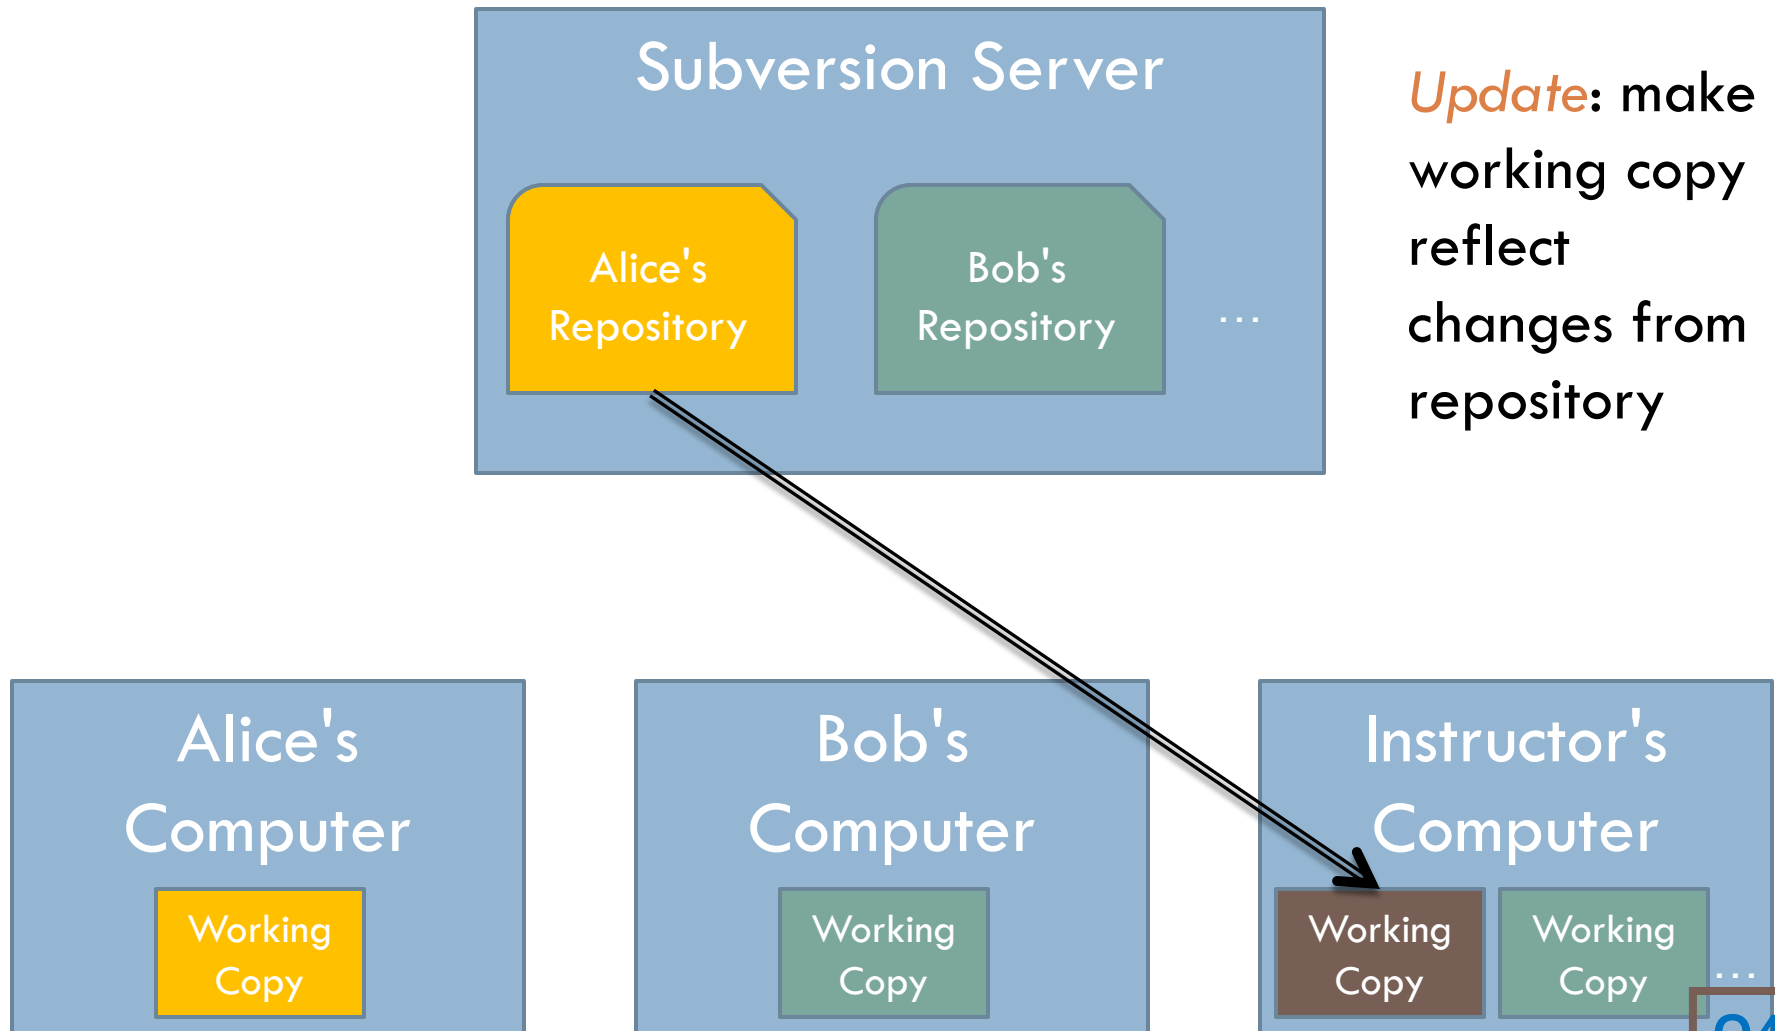 Subversion Server
Update: make
working copy
reflect
changes from
repository
Alice's
Repository
Bob's
Repository
...
Alice's
Computer
Working
Copy
Bob's
Computer
Working
Copy
Instructor's
Computer
Working
Copy
Working
Copy
...